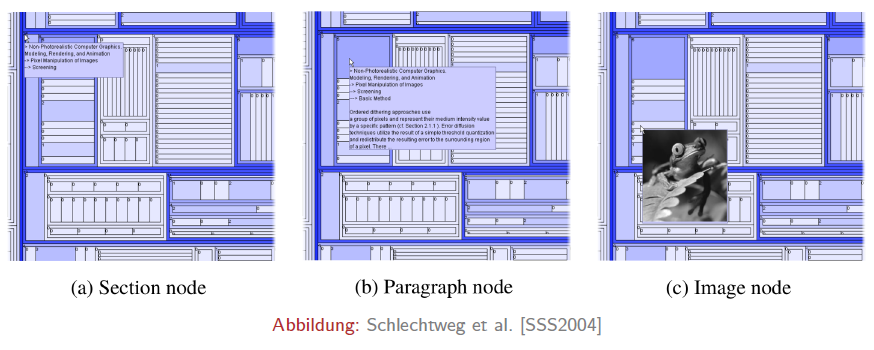 > Non-Photorealistic Computer Graphics.
Modeling, Rendering, and Animation
-> Pixel Manipulation of Images
--> Screening
> Non-Photorealistic Computer Graphics.
Modeling, Rendering, and Animation
-> Pixel Manipulation of Images
--> Screening
---> Basic Method
Ordered dithering approaches use
a group of pixels and represent their medium intensity value
by a specific pattern (cf. Section 2.1.1). Error diffusion
techniques utilize the result of a simple threshold quantization
and redistribute the resulting error to the surrounding region
of a pixel. There
(a) Section node
(b) Paragraph node
(c) Image node
Abbildung: Schlechtweg et al. [SSS2004]